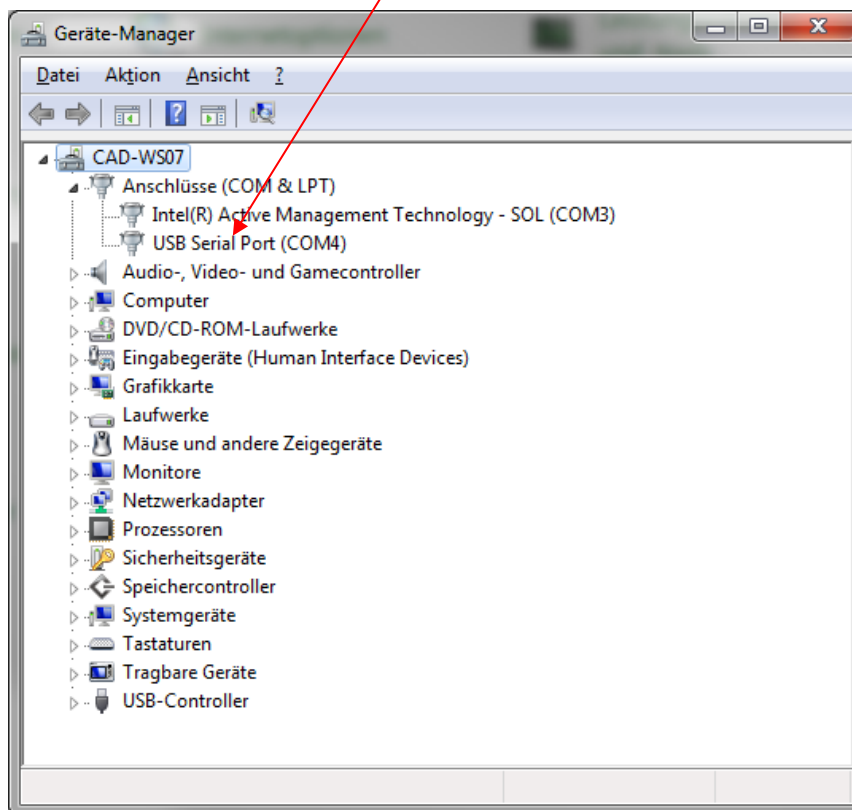 Geräte-Manager
Datei Aktion Ansicht ?
CAD-WS07
Anschlüsse (COM & LPT)
Intel(R) Active Management Technology - SOL (COM3)
USB Serial Port (COM4)
Audio-, Video- und Gamecontroller
Computer
DVD/CD-ROM-Laufwerke
Eingabegeräte (Human Interface Devices)
Grafikkarte
Laufwerke
Mäuse und andere Zeigegeräte
Monitore
Netzwerkadapter
Prozessoren
Sicherheitsgeräte
Speichercontroller
Systemgeräte
Tastaturen
Tragbare Geräte
USB-Controller